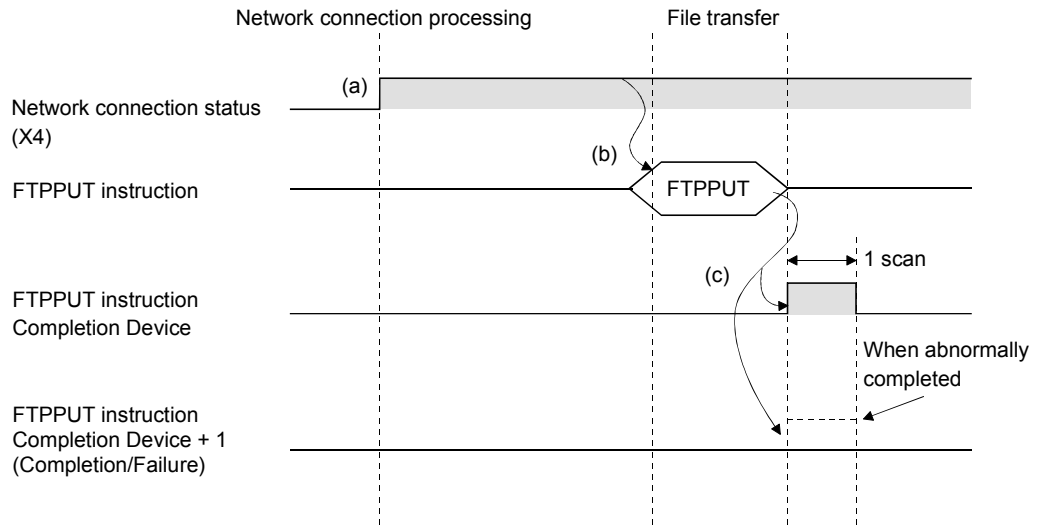 Network connection processing
File transfer
(a)
Network connection status
(X4)
(b)
FTPPUT instruction
FTPPUT
1 scan
(c)
FTPPUT instruction
Completion Device
When abnormally
completed
FTPPUT instruction
Completion Device + 1
(Completion/Failure)